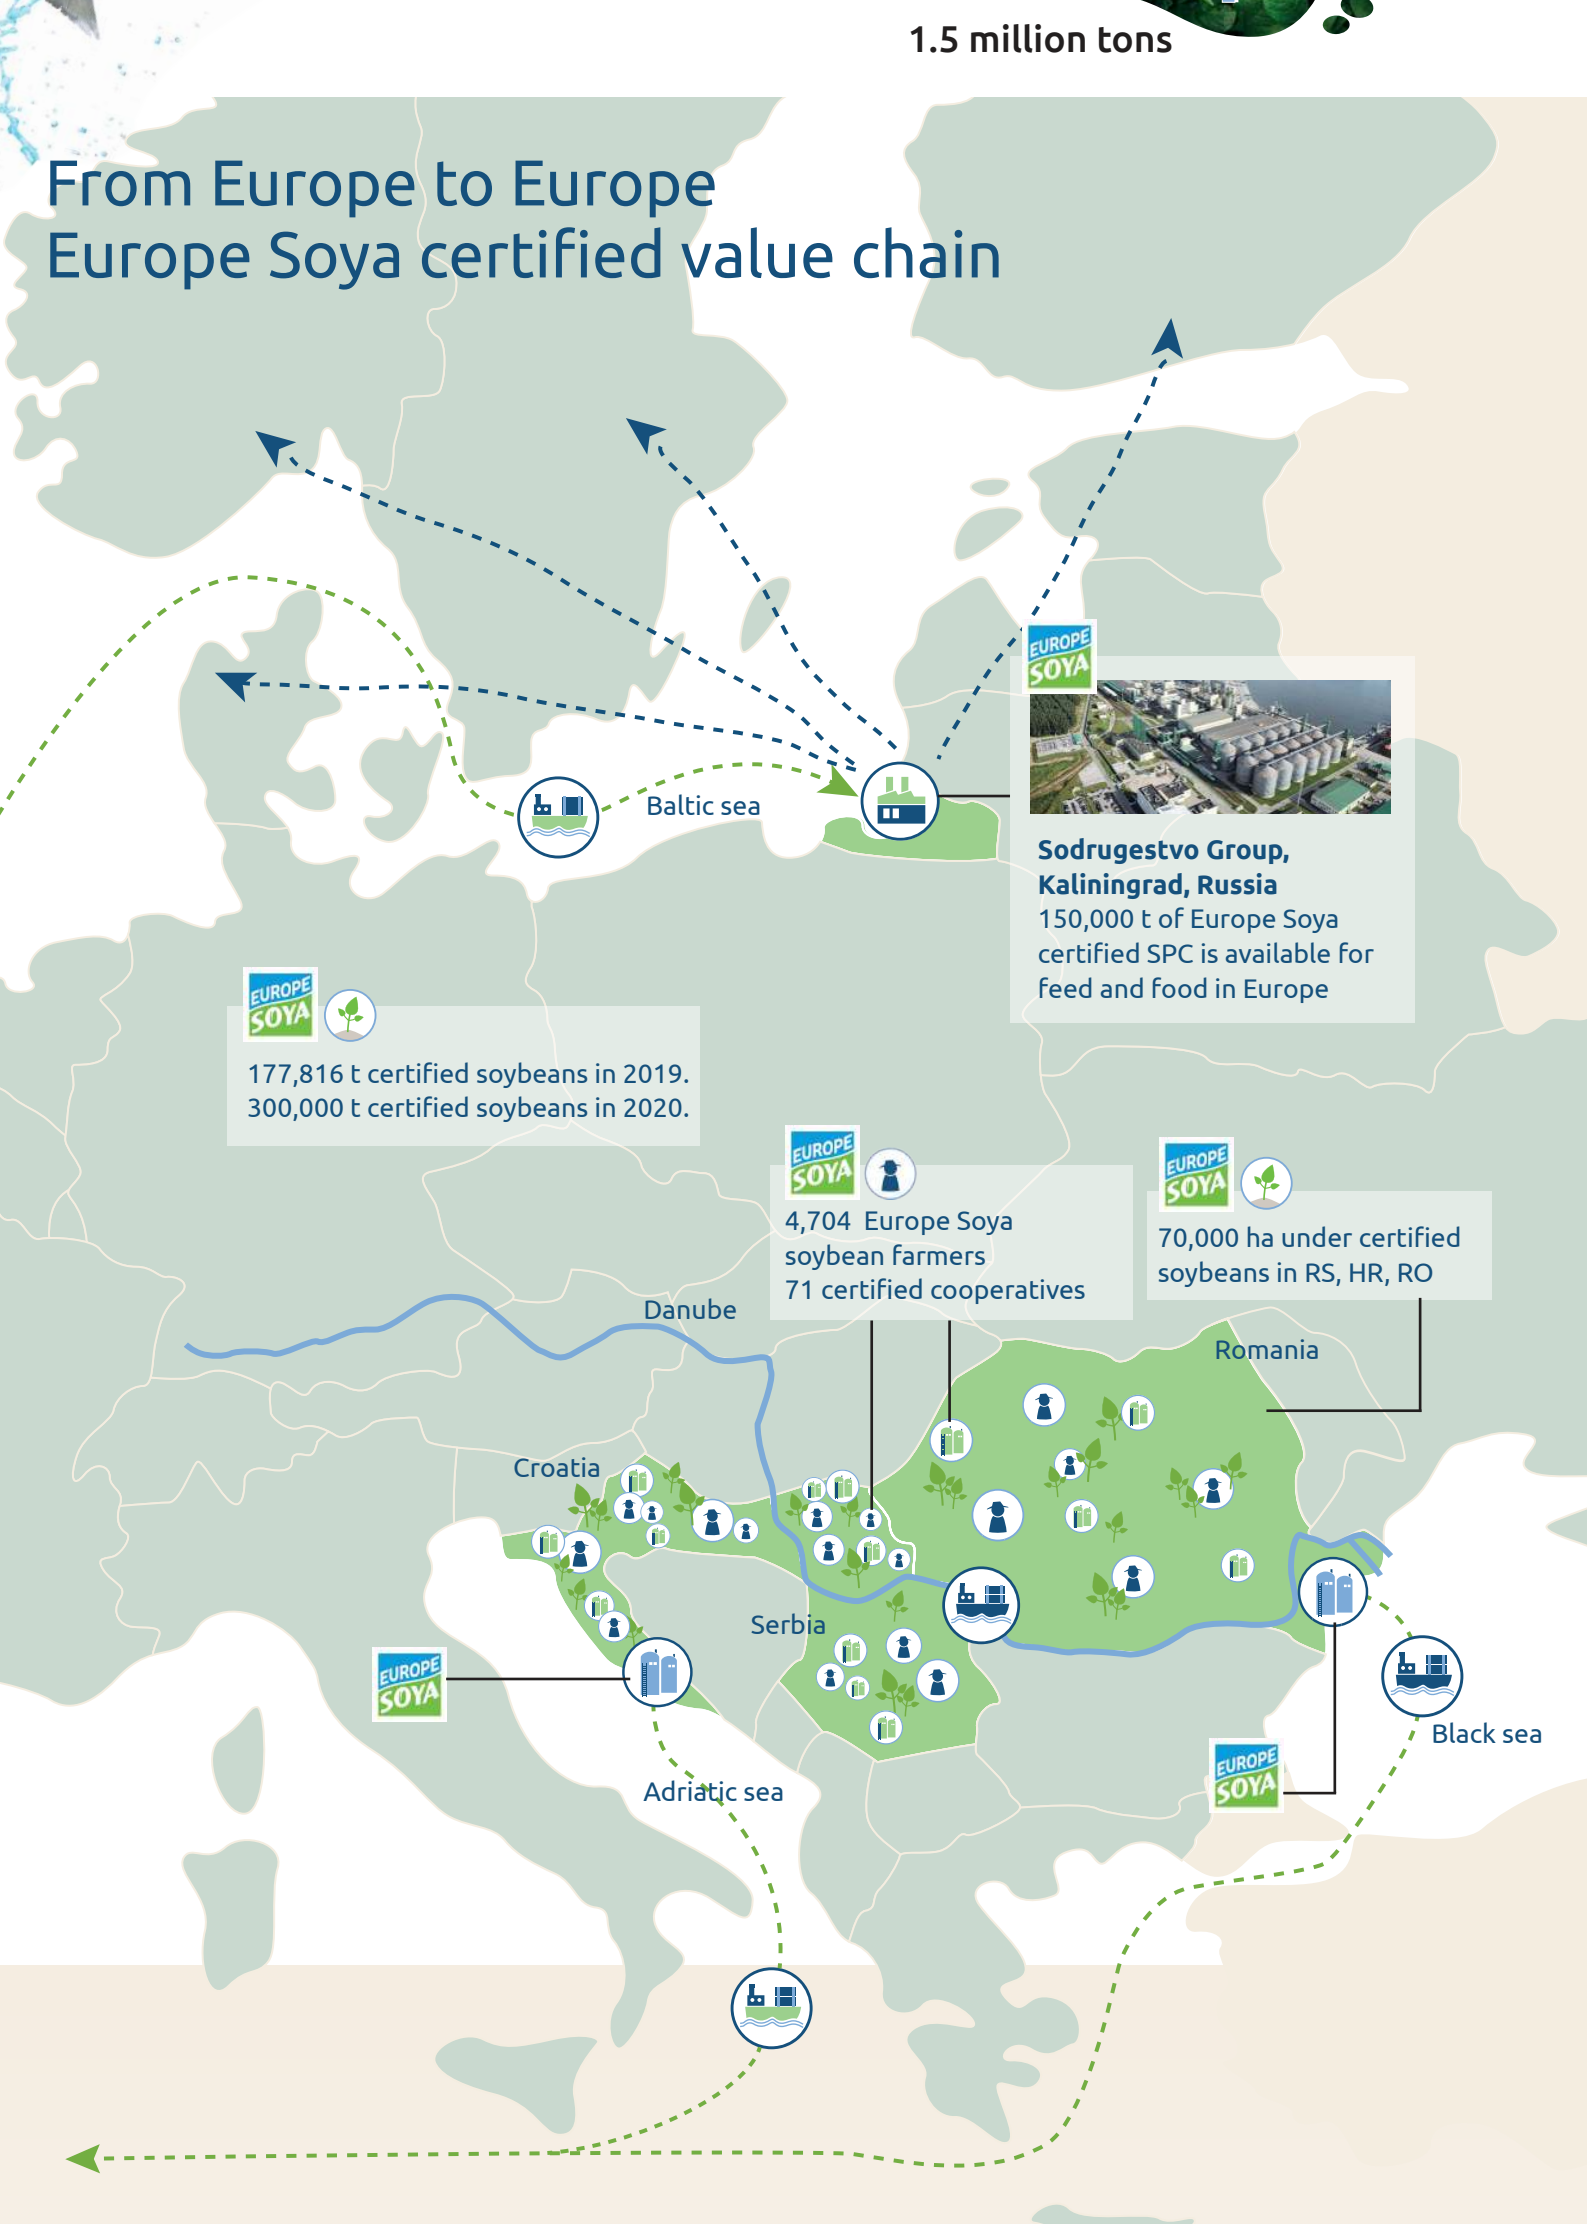 1.5 million tons
From Europe to Europe
Europe Soya certified value chain
EUROPE
SOYA
Baltic sea
Sodrugestvo Group,
Kaliningrad, Russia
150,000 t of Europe Soya
certified SPC is available for
feed and food in Europe
EUROPE
SOYA
177,816 t certified soybeans in 2019.
300,000 t certified soybeans in 2020.
EUROPE
SOYA
4,704 Europe Soya
soybean farmers
71 certified cooperatives
EUROPE
SOYA
70,000 ha under certified
soybeans in RS, HR, RO
Danube
Romania
Croatia
Serbia
EUROPE
SOYA
Black sea
EUROPE
SOYA
Adriatic sea